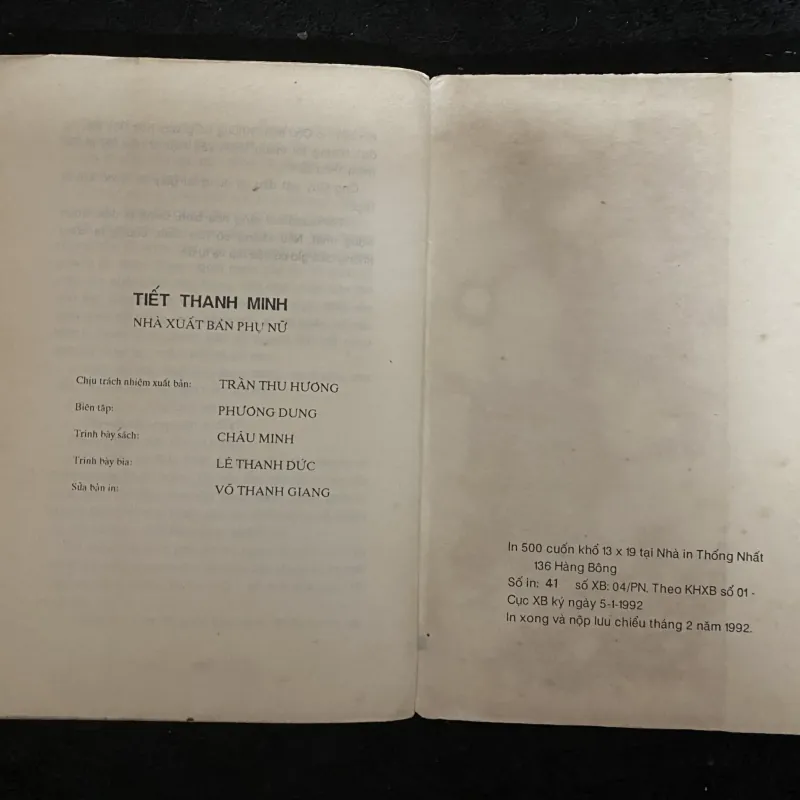 TIẾT THANH MINH
NHÀ XUẤT BẢN PHỤ NỮ
Chịu trách nhiệm xuất bản: TRẦN THU HƯƠNG
Biên tập: PHƯƠNG DUNG
Trình bày sách: CHÂU MINH
Trình bày bìa: LÊ THANH ĐỨC
Sửa bản in: VÕ THANH GIANG
In 500 cuốn khổ 13 x 19 tại Nhà in Thống Nhất
136 Hàng Bông
Số in: 41 số XB: 04/PN. Theo KHXB số 01 -
Cục XB ký ngày 5-1-1992
In xong và nộp lưu chiểu tháng 2 năm 1992.